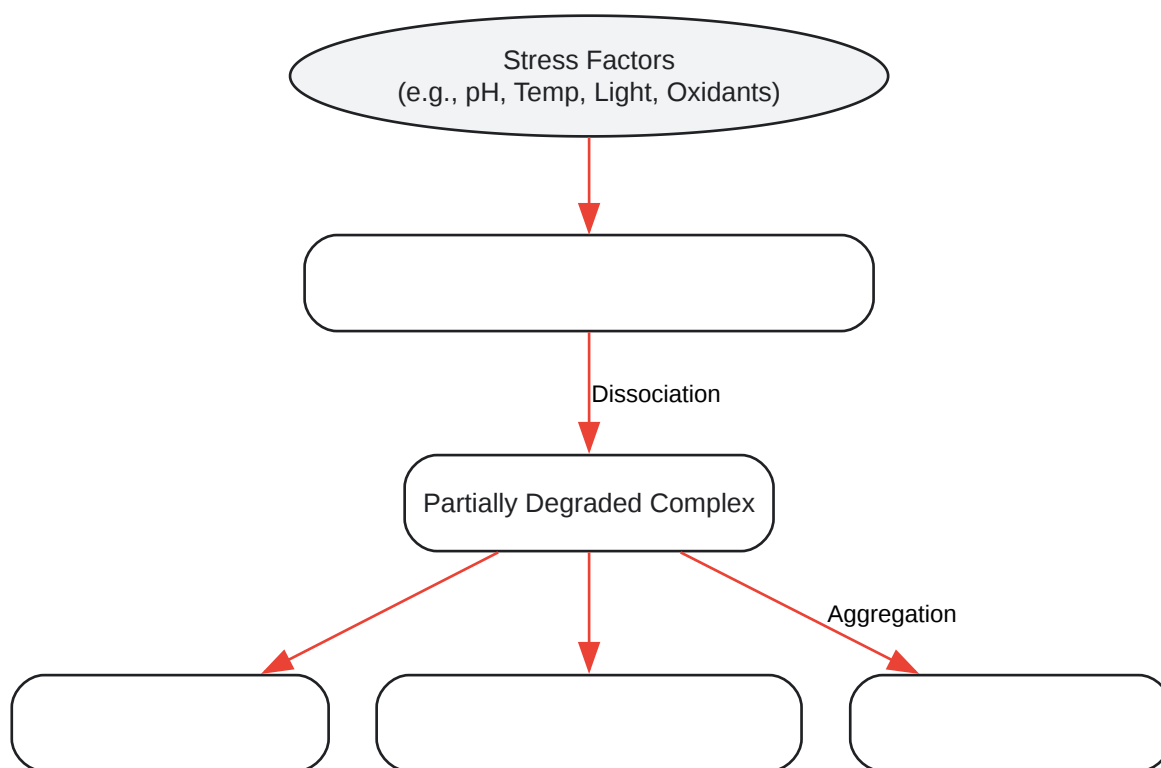 Stress Factors
(e.g., pH, Temp, Light, Oxidants)
Dissociation
Partially Degraded Complex
Aggregation